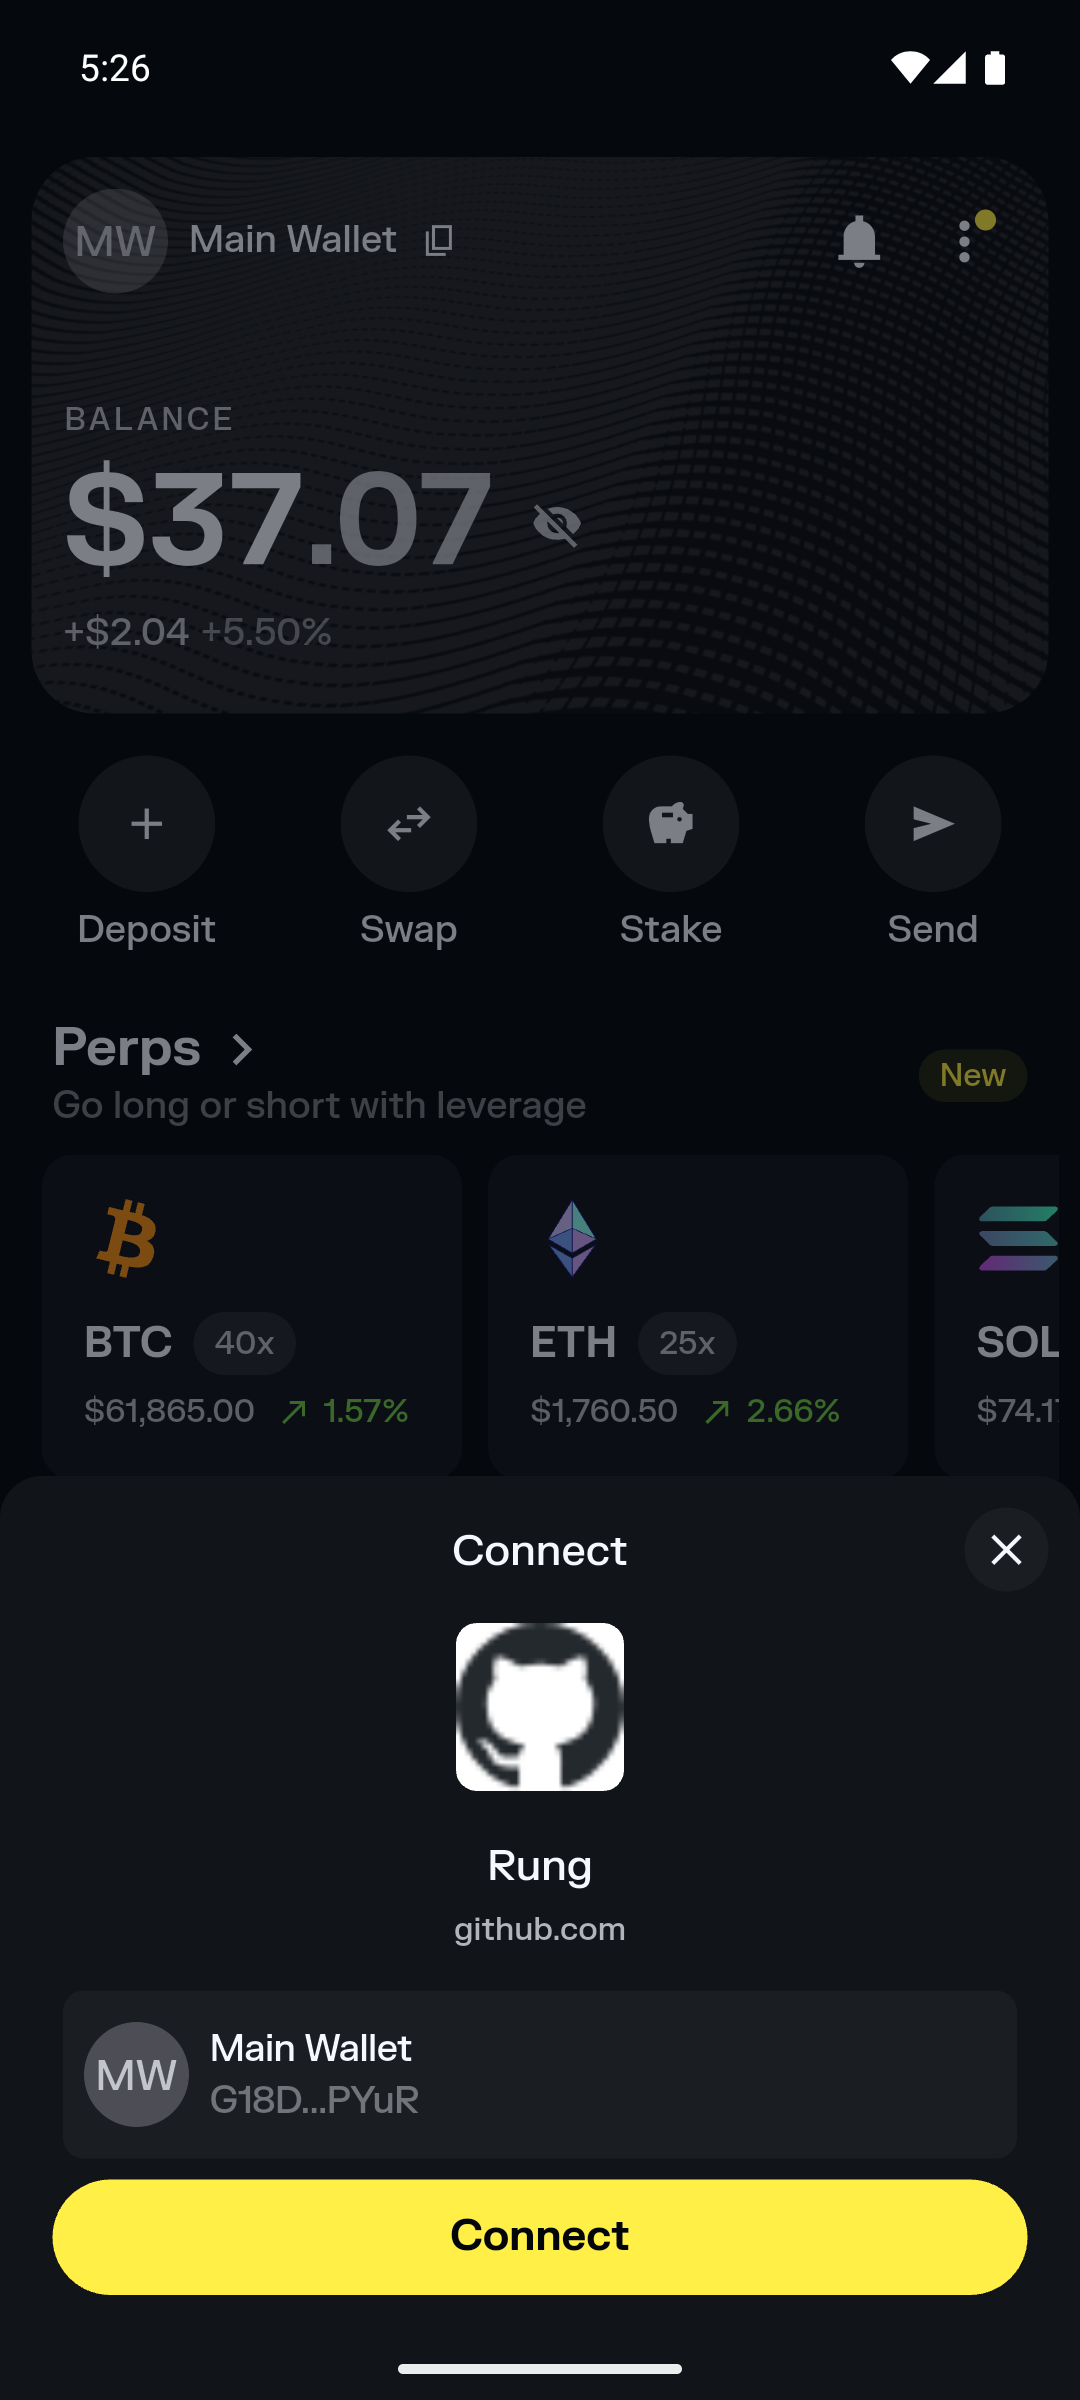 5:26
MW Main Wallet
BALANCE
$37.07
+$2.04 +5.50%
Deposit Swap Stake Send
Perps
Go long or short with leverage
New
BTC 40x
$61,865.00 1.57%
ETH 25x
$1,760.50 2.66%
SOL
$74.17
Connect
Rung
github.com
MW
Main Wallet
G18D...PYuR
Connect